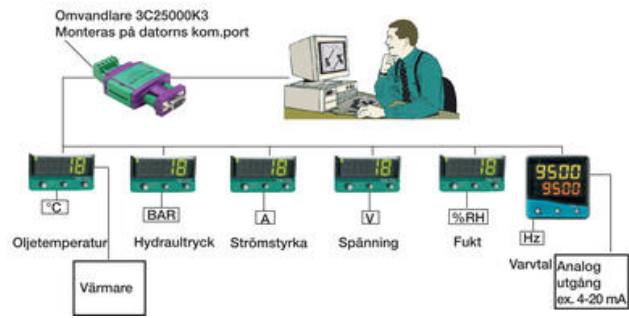 Omvandlare 3C25000K3
Monteras på datorns kom.port
18
18
18
18
18
9500
9500
°C
BAR
A
V
%RH
Hz
Oljetemperatur
Hydraultryck
Strömstyrka
Spänning
Fukt
Varvtal
Värmare
Analog
utgång
ex. 4-20 mA